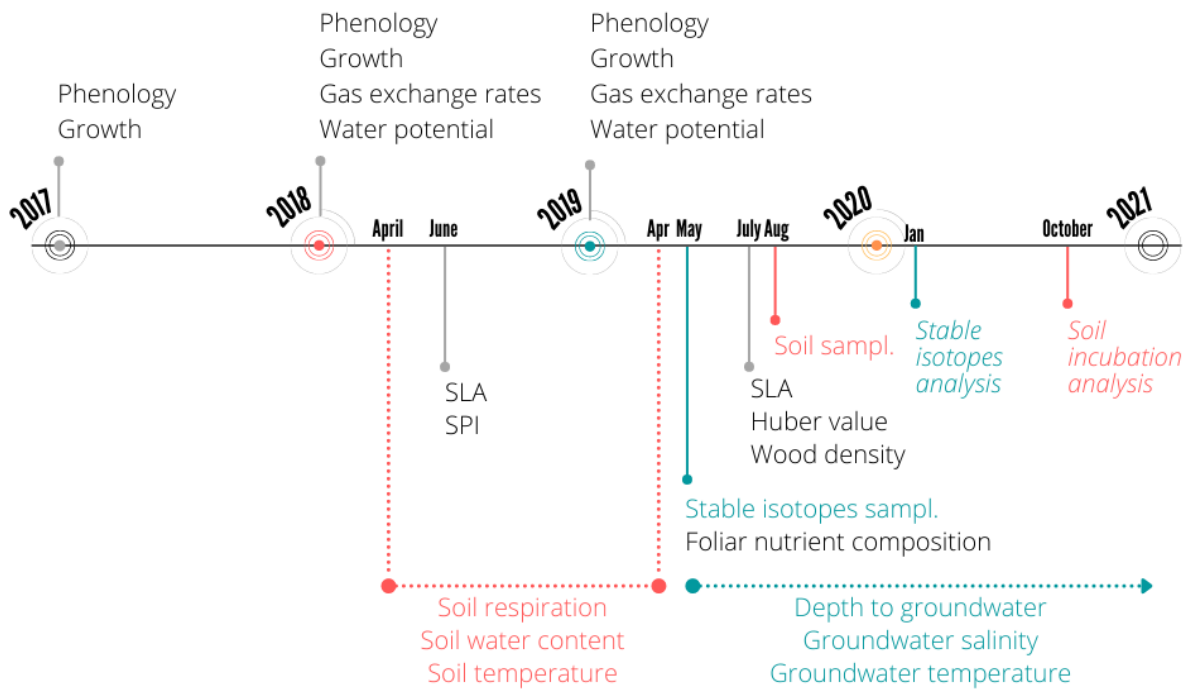 Phenology
Growth
Phenology
Growth
Gas exchange rates
Water potential
Phenology
Growth
Gas exchange rates
Water potential
2017
2018
April
June
2019
Apr
May
July
Aug
2020
Jan
October
2021
SLA
SPI
Soil sampl.
SLA
Huber value
Wood density
Stable
isotopes
analysis
Soil
incubation
analysis
Stable isotopes sampl.
Foliar nutrient composition
Soil respiration
Soil water content
Soil temperature
Depth to groundwater
Groundwater salinity
Groundwater temperature